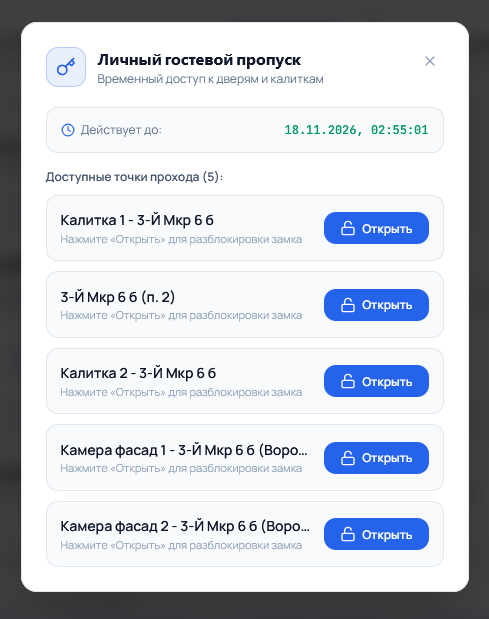 Личный гостевой пропуск
Временный доступ к дверям и калиткам
Действует до: 18.11.2026, 02:55:01
Доступные точки прохода (5):
Калитка 1 - 3-Й Мкр 6 б
Нажмите «Открыть» для разблокировки замка
Открыть
3-Й Мкр 6 б (п. 2)
Нажмите «Открыть» для разблокировки замка
Открыть
Калитка 2 - 3-Й Мкр 6 б
Нажмите «Открыть» для разблокировки замка
Открыть
Камера фасад 1 - 3-Й Мкр 6 б (Воро...
Нажмите «Открыть» для разблокировки замка
Открыть
Камера фасад 2 - 3-Й Мкр 6 б (Воро...
Нажмите «Открыть» для разблокировки замка
Открыть